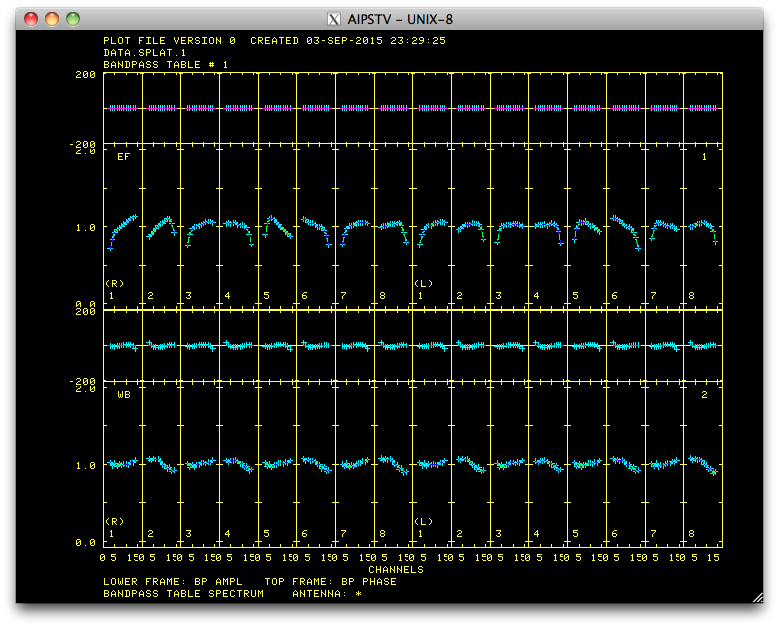 AIPSTV - UNIX-8
PLOT FILE VERSION 0  CREATED 03-SEP-2015 23:29:25
DATA.SPLAT.1
BANDPASS TABLE # 1
200
-200
2.0
EF 1
1.0
(R) (L)
1 2 3 4 5 6 7 8 1 2 3 4 5 6 7 8
0.0
200
-200
2.0
WB 2
1.0
(R) (L)
1 2 3 4 5 6 7 8 1 2 3 4 5 6 7 8
0.0
0 5 150 5 150 5 150 5 150 5 150 5 150 5 150 5 150 5 150 5 150 5 150 5 150 5 150 5 150 5 150 5 15
CHANNELS
LOWER FRAME: BP AMPL   TOP FRAME: BP PHASE
BANDPASS TABLE SPECTRUM    ANTENNA: *